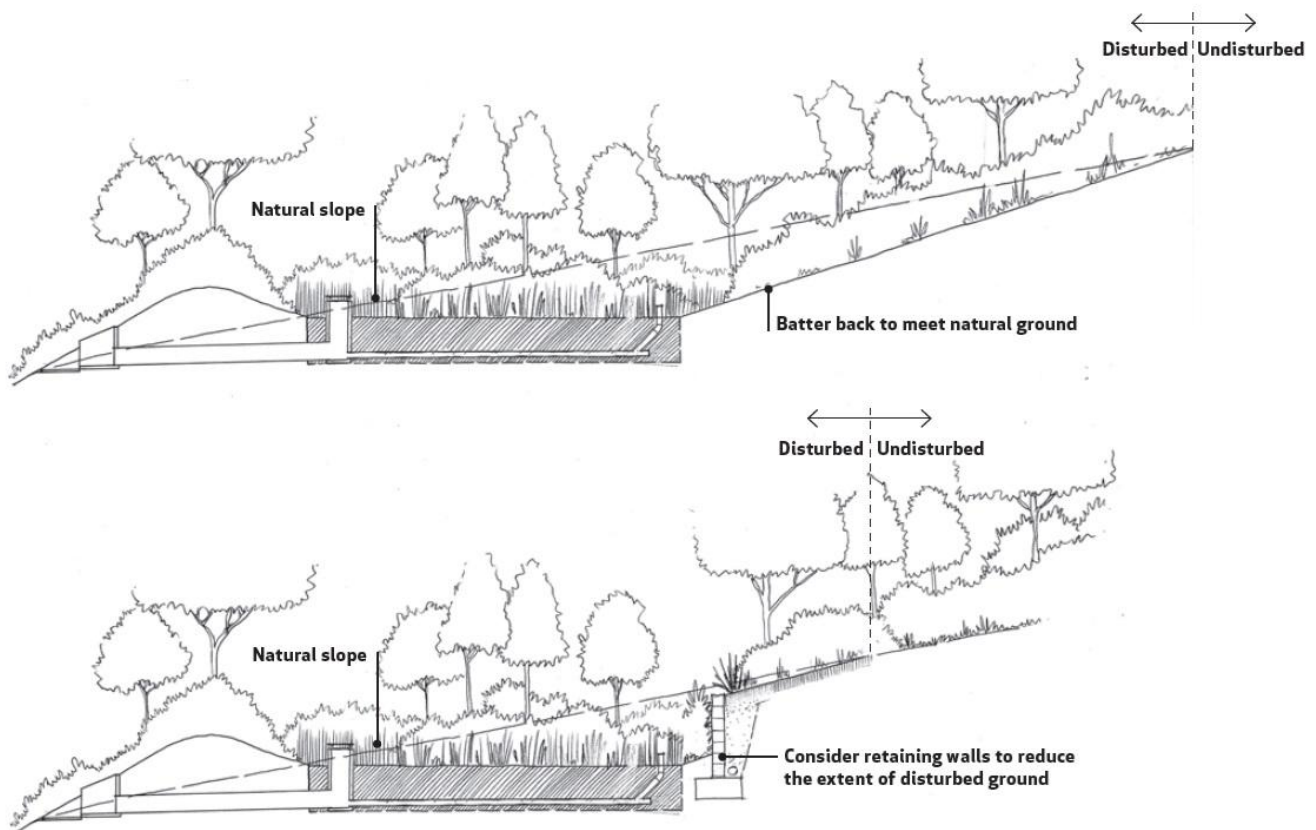 Disturbed Undisturbed
Natural slope
Batter back to meet natural ground
Disturbed Undisturbed
Natural slope
Consider retaining walls to reduce
the extent of disturbed ground